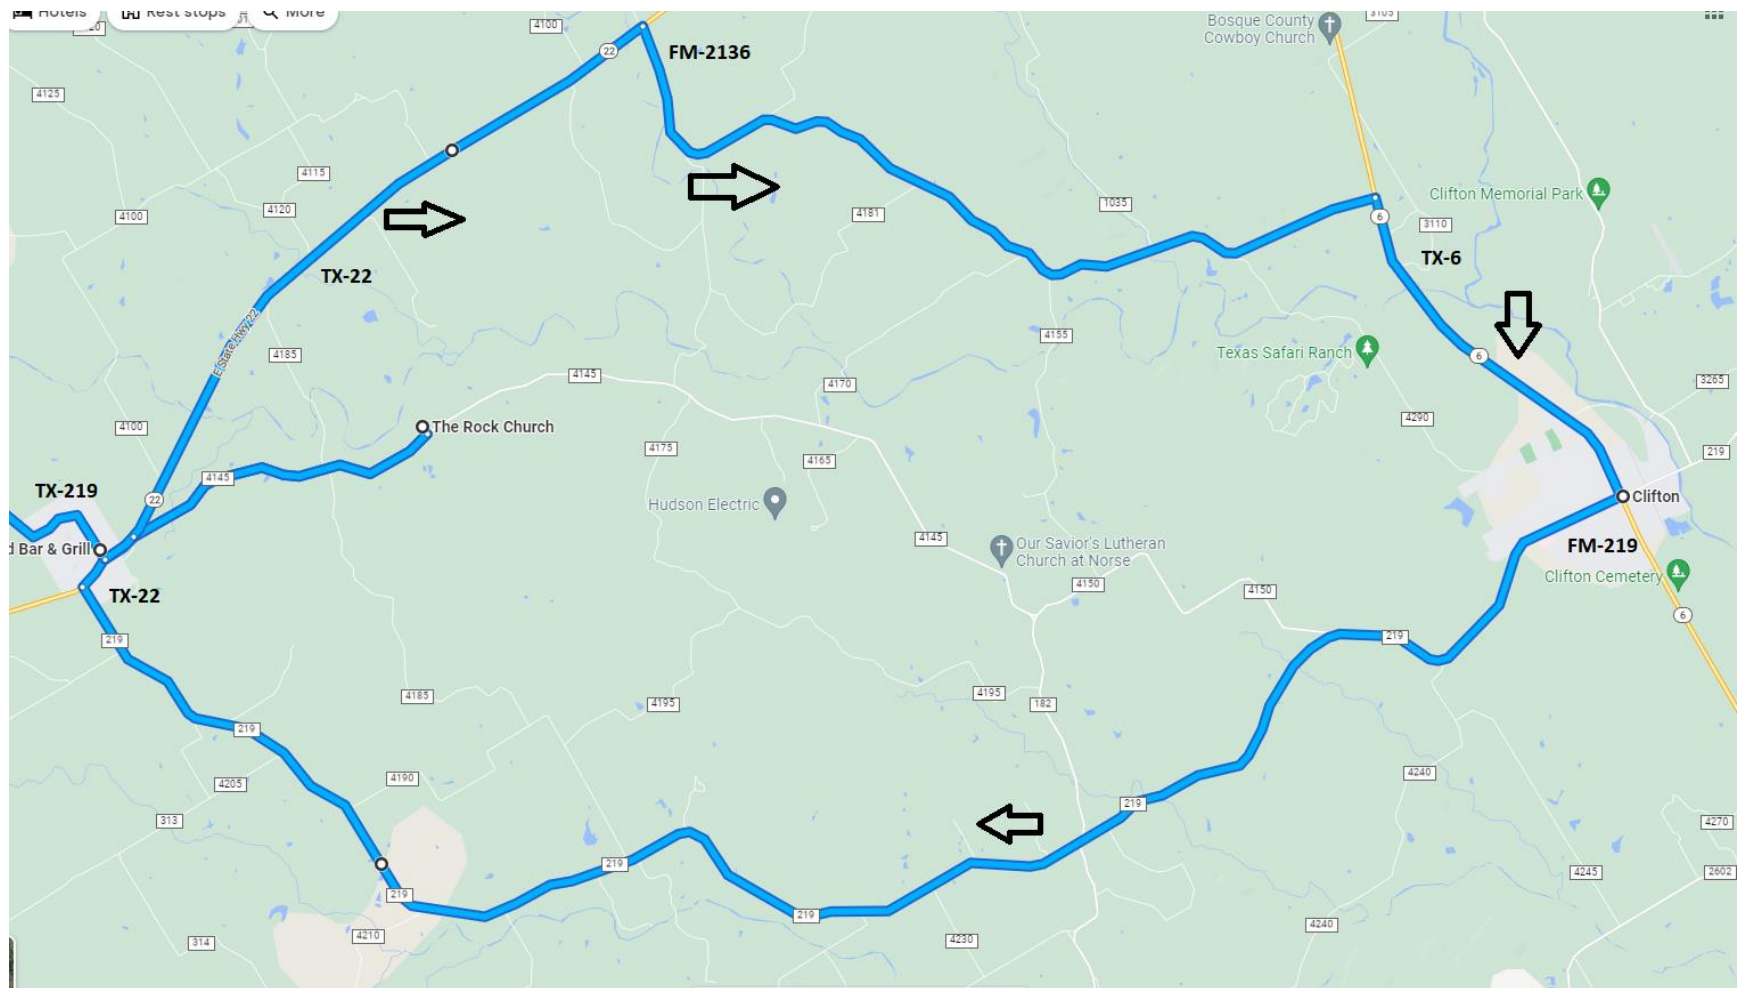 Hotels
Rest stops
More
4100
3103
Bosque County
Cowboy Church
22
FM-2136
4125
4115
Clifton Memorial Park
4120
4100
4181
1035
6
3110
TX-6
TX-22
E State Hwy 22
4155
Texas Safari Ranch
6
4185
4145
4170
3265
4290
4100
The Rock Church
4175
4165
219
4145
TX-219
22
Hudson Electric
Clifton
4145
Our Savior's Lutheran
Church at Norse
FM-219
d Bar & Grill
4150
4150
Clifton Cemetery
TX-22
6
219
219
4185
4195
4195
182
219
4205
4190
4240
219
313
4270
219
4245
2602
219
219
4210
314
4230
4240